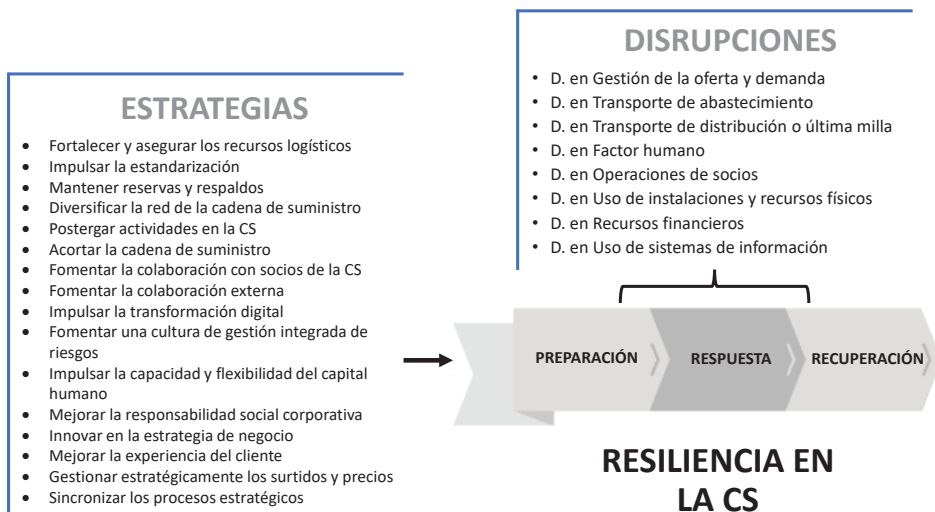 ESTRATEGIAS
• Fortalecer y asegurar los recursos logísticos
• Impulsar la estandarización
• Mantener reservas y respaldos
• Diversificar la red de la cadena de suministro
• Postergar actividades en la CS
• Acortar la cadena de suministro
• Fomentar la colaboración con socios de la CS
• Fomentar la colaboración externa
• Impulsar la transformación digital
• Fomentar una cultura de gestión integrada de
riesgos
• Impulsar la capacidad y flexibilidad del capital
humano
• Mejorar la responsabilidad social corporativa
• Innovar en la estrategia de negocio
• Mejorar la experiencia del cliente
• Gestionar estratégicamente los surtidos y precios
• Sincronizar los procesos estratégicos
DISRUPCIONES
• D. en Gestión de la oferta y demanda
• D. en Transporte de abastecimiento
• D. en Transporte de distribución o última milla
• D. en Factor humano
• D. en Operaciones de socios
• D. en Uso de instalaciones y recursos físicos
• D. en Recursos financieros
• D. en Uso de sistemas de información
PREPARACIÓN
RESPUESTA
RECUPERACIÓN
RESILIENCIA EN
LA CS